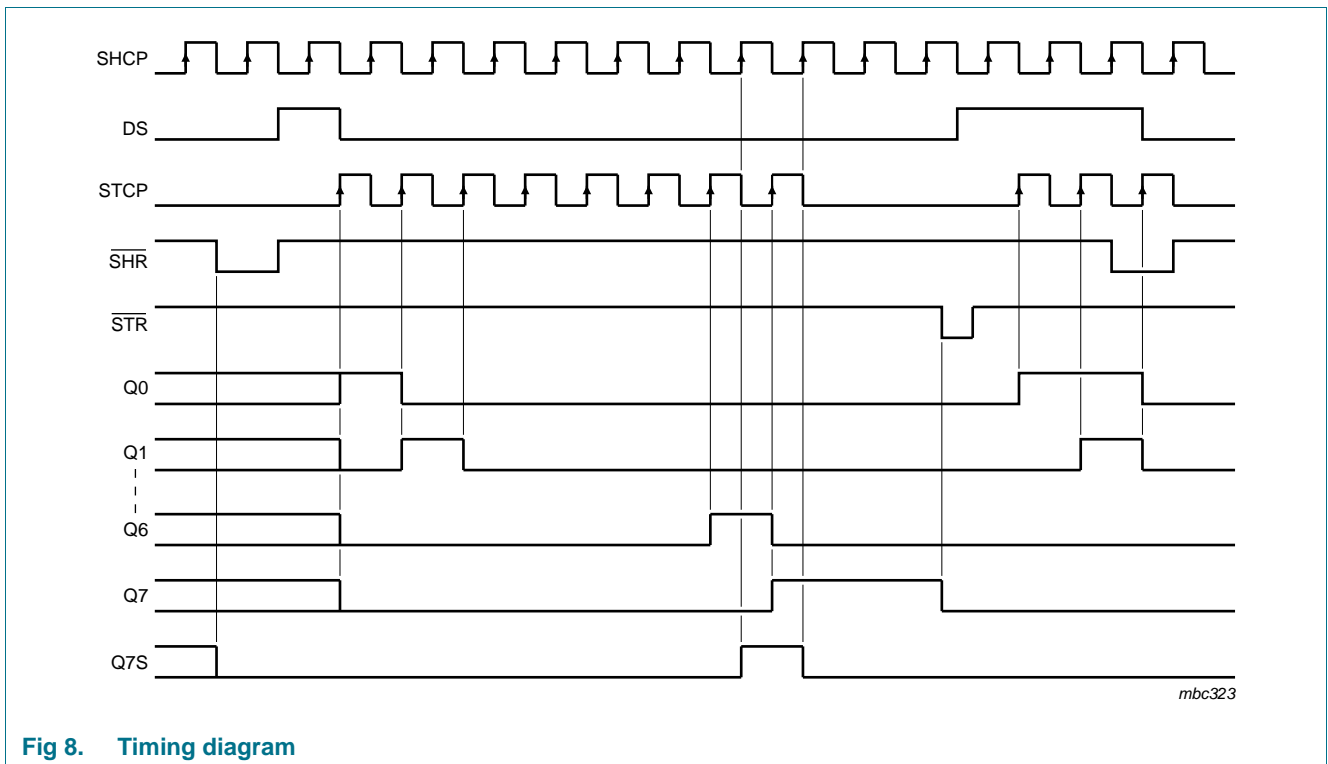 SHCP
DS
STCP
SHR
STR
Q0
Q1
Q6
Q7
Q7S
mbc323
Fig 8. Timing diagram